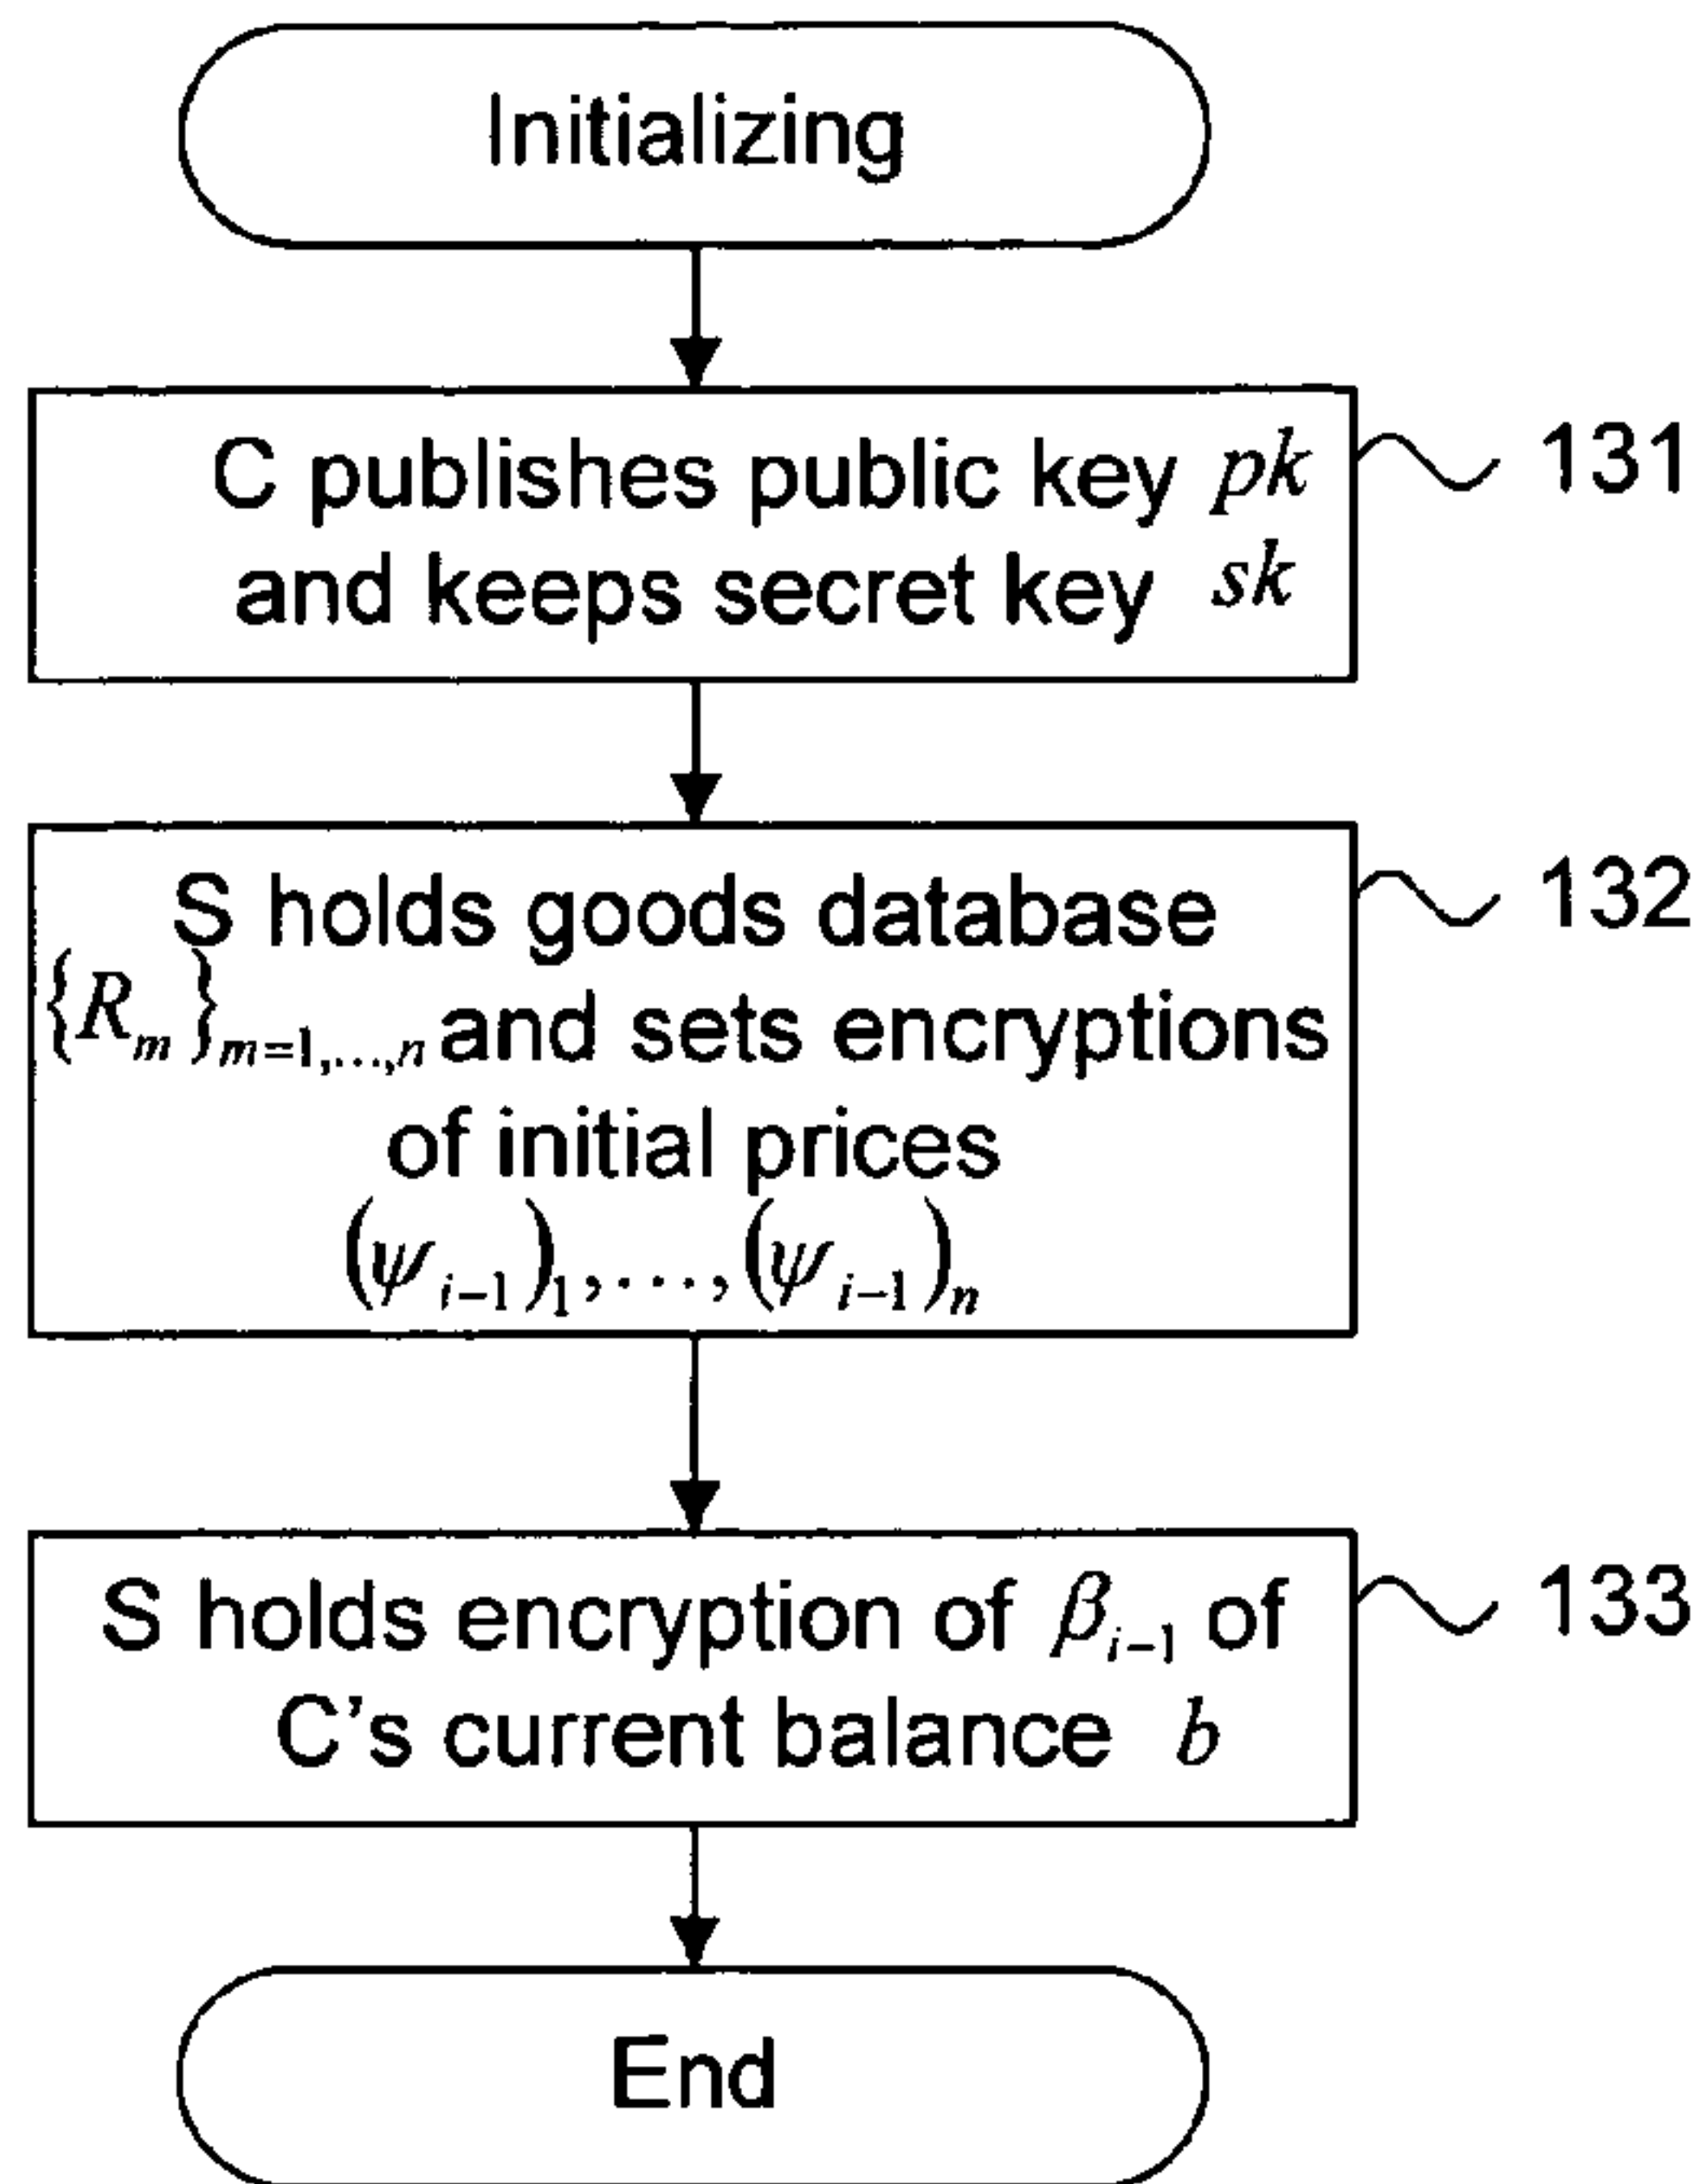 Initializing
C publishes public key pk
and keeps secret key sk
131
S holds goods database
{R_m}_{m=1,...,n} and sets encryptions
of initial prices
(ψ_{i-1})_1,...,(ψ_{i-1})_n
132
S holds encryption of β_{i-1} of
C's current balance b
133
End